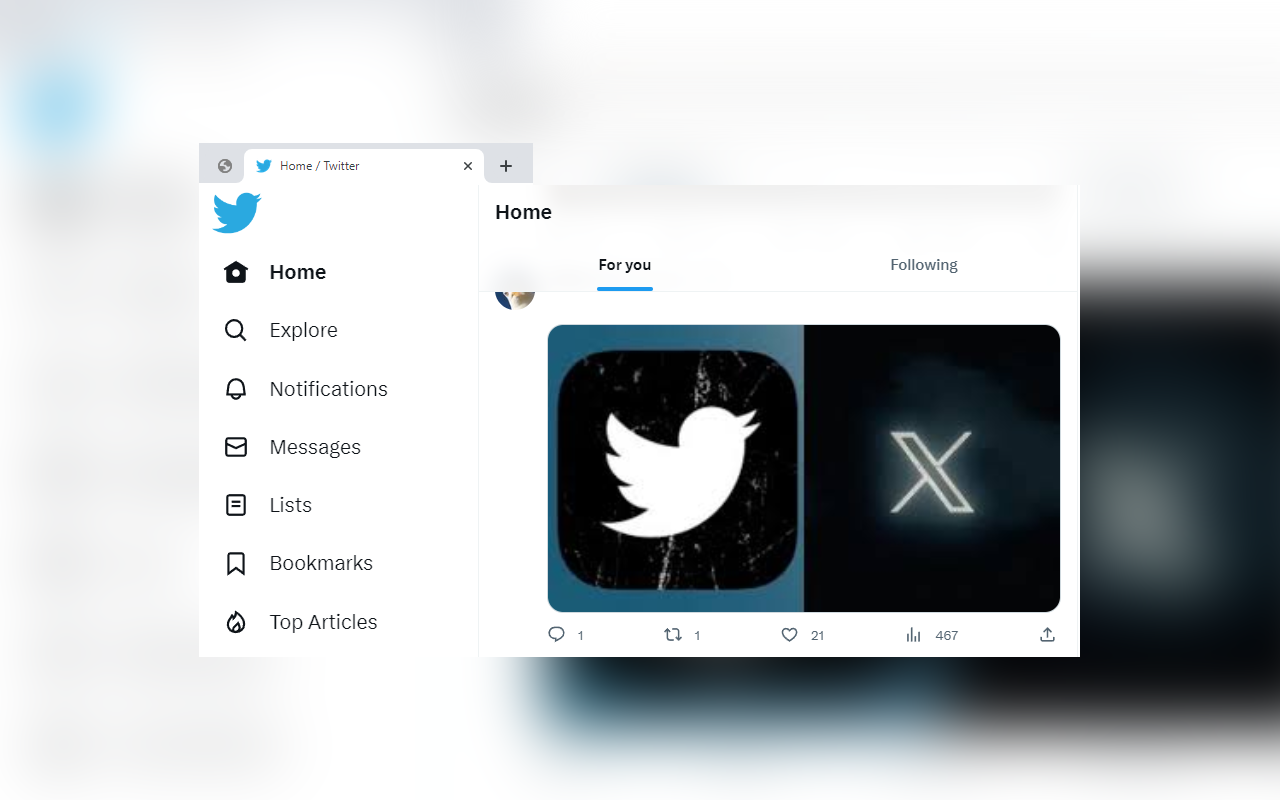 Home / Twitter
Home
Explore
Notifications
Messages
Lists
Bookmarks
Top Articles
Home
For you
Following
X
1
1
21
467